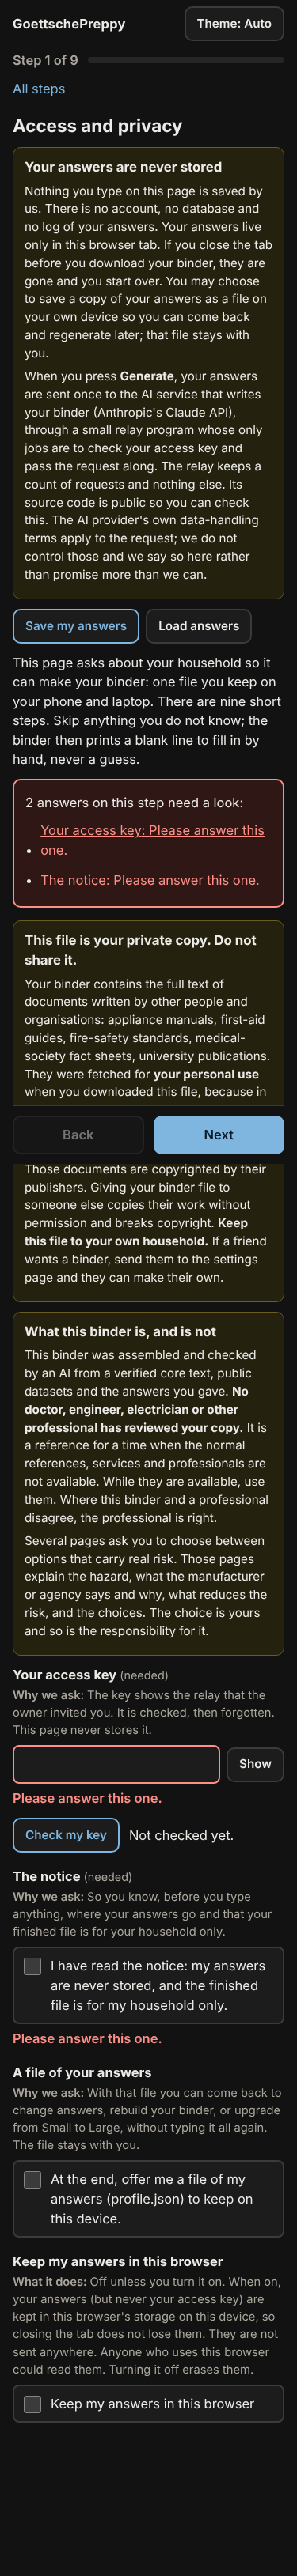 GoettschePreppy
Theme: Auto
Step 1 of 9
All steps
Access and privacy
Your answers are never stored
Nothing you type on this page is saved by
us. There is no account, no database and
no log of your answers. Your answers live
only in this browser tab. If you close the tab
before you download your binder, they are
gone and you start over. You may choose
to save a copy of your answers as a file on
your own device so you can come back
and regenerate later; that file stays with
you.
When you press Generate, your answers
are sent once to the AI service that writes
your binder (Anthropic's Claude API),
through a small relay program whose only
jobs are to check your access key and
pass the request along. The relay keeps a
count of requests and nothing else. Its
source code is public so you can check
this. The AI provider's own data-handling
terms apply to the request; we do not
control those and we say so here rather
than promise more than we can.
Save my answers
Load answers
This page asks about your household so it
can make your binder: one file you keep on
your phone and laptop. There are nine short
steps. Skip anything you do not know; the
binder then prints a blank line to fill in by
hand, never a guess.
2 answers on this step need a look:
Your access key: Please answer this
one.
The notice: Please answer this one.
This file is your private copy. Do not
share it.
Your binder contains the full text of
documents written by other people and
organisations: appliance manuals, first-aid
guides, fire-safety standards, medical-
society fact sheets, university publications.
They were fetched for your personal use
when you downloaded this file, because in
Back
Next
Those documents are copyrighted by their
publishers. Giving your binder file to
someone else copies their work without
permission and breaks copyright. Keep
this file to your own household. If a friend
wants a binder, send them to the settings
page and they can make their own.
What this binder is, and is not
This binder was assembled and checked
by an AI from a verified core text, public
datasets and the answers you gave. No
doctor, engineer, electrician or other
professional has reviewed your copy. It is
a reference for a time when the normal
references, services and professionals are
not available. While they are available, use
them. Where this binder and a professional
disagree, the professional is right.
Several pages ask you to choose between
options that carry real risk. Those pages
explain the hazard, what the manufacturer
or agency says and why, what reduces the
risk, and the choices. The choice is yours
and so is the responsibility for it.
Your access key (needed)
Why we ask: The key shows the relay that the
owner invited you. It is checked, then forgotten.
This page never stores it.
Show
Please answer this one.
Check my key
Not checked yet.
The notice (needed)
Why we ask: So you know, before you type
anything, where your answers go and that your
finished file is for your household only.
I have read the notice: my answers
are never stored, and the finished
file is for my household only.
Please answer this one.
A file of your answers
Why we ask: With that file you can come back to
change answers, rebuild your binder, or upgrade
from Small to Large, without typing it all again.
The file stays with you.
At the end, offer me a file of my
answers (profile.json) to keep on
this device.
Keep my answers in this browser
What it does: Off unless you turn it on. When on,
your answers (but never your access key) are
kept in this browser's storage on this device, so
closing the tab does not lose them. They are not
sent anywhere. Anyone who uses this browser
could read them. Turning it off erases them.
Keep my answers in this browser